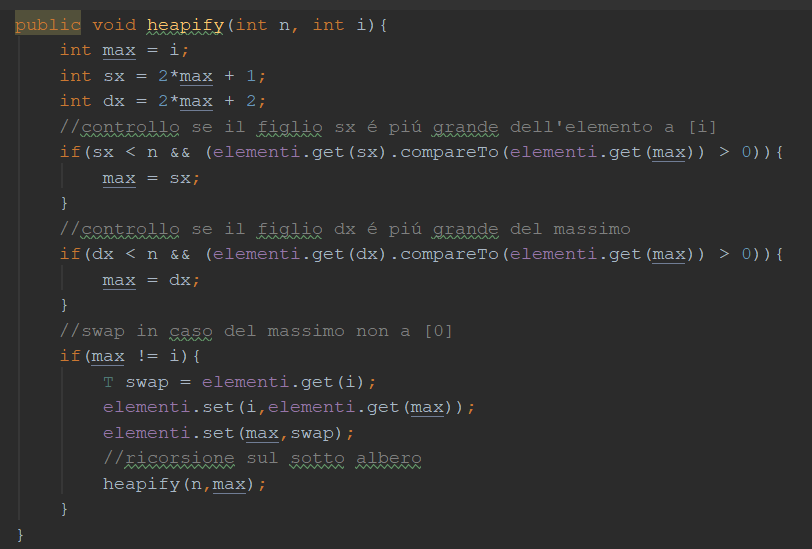 public void heapify(int n, int i){
    int max = i;
    int sx = 2*max + 1;
    int dx = 2*max + 2;
    //controllo se il figlio sx é piú grande dell'elemento a [i]
    if(sx < n && (elementi.get(sx).compareTo(elementi.get(max)) > 0)){
        max = sx;
    }
    //controllo se il figlio dx é piú grande del massimo
    if(dx < n && (elementi.get(dx).compareTo(elementi.get(max)) > 0)){
        max = dx;
    }
    //swap in caso del massimo non a [0]
    if(max != i){
        T swap = elementi.get(i);
        elementi.set(i,elementi.get(max));
        elementi.set(max,swap);
        //ricorsione sul sotto albero
        heapify(n,max);
    }
}